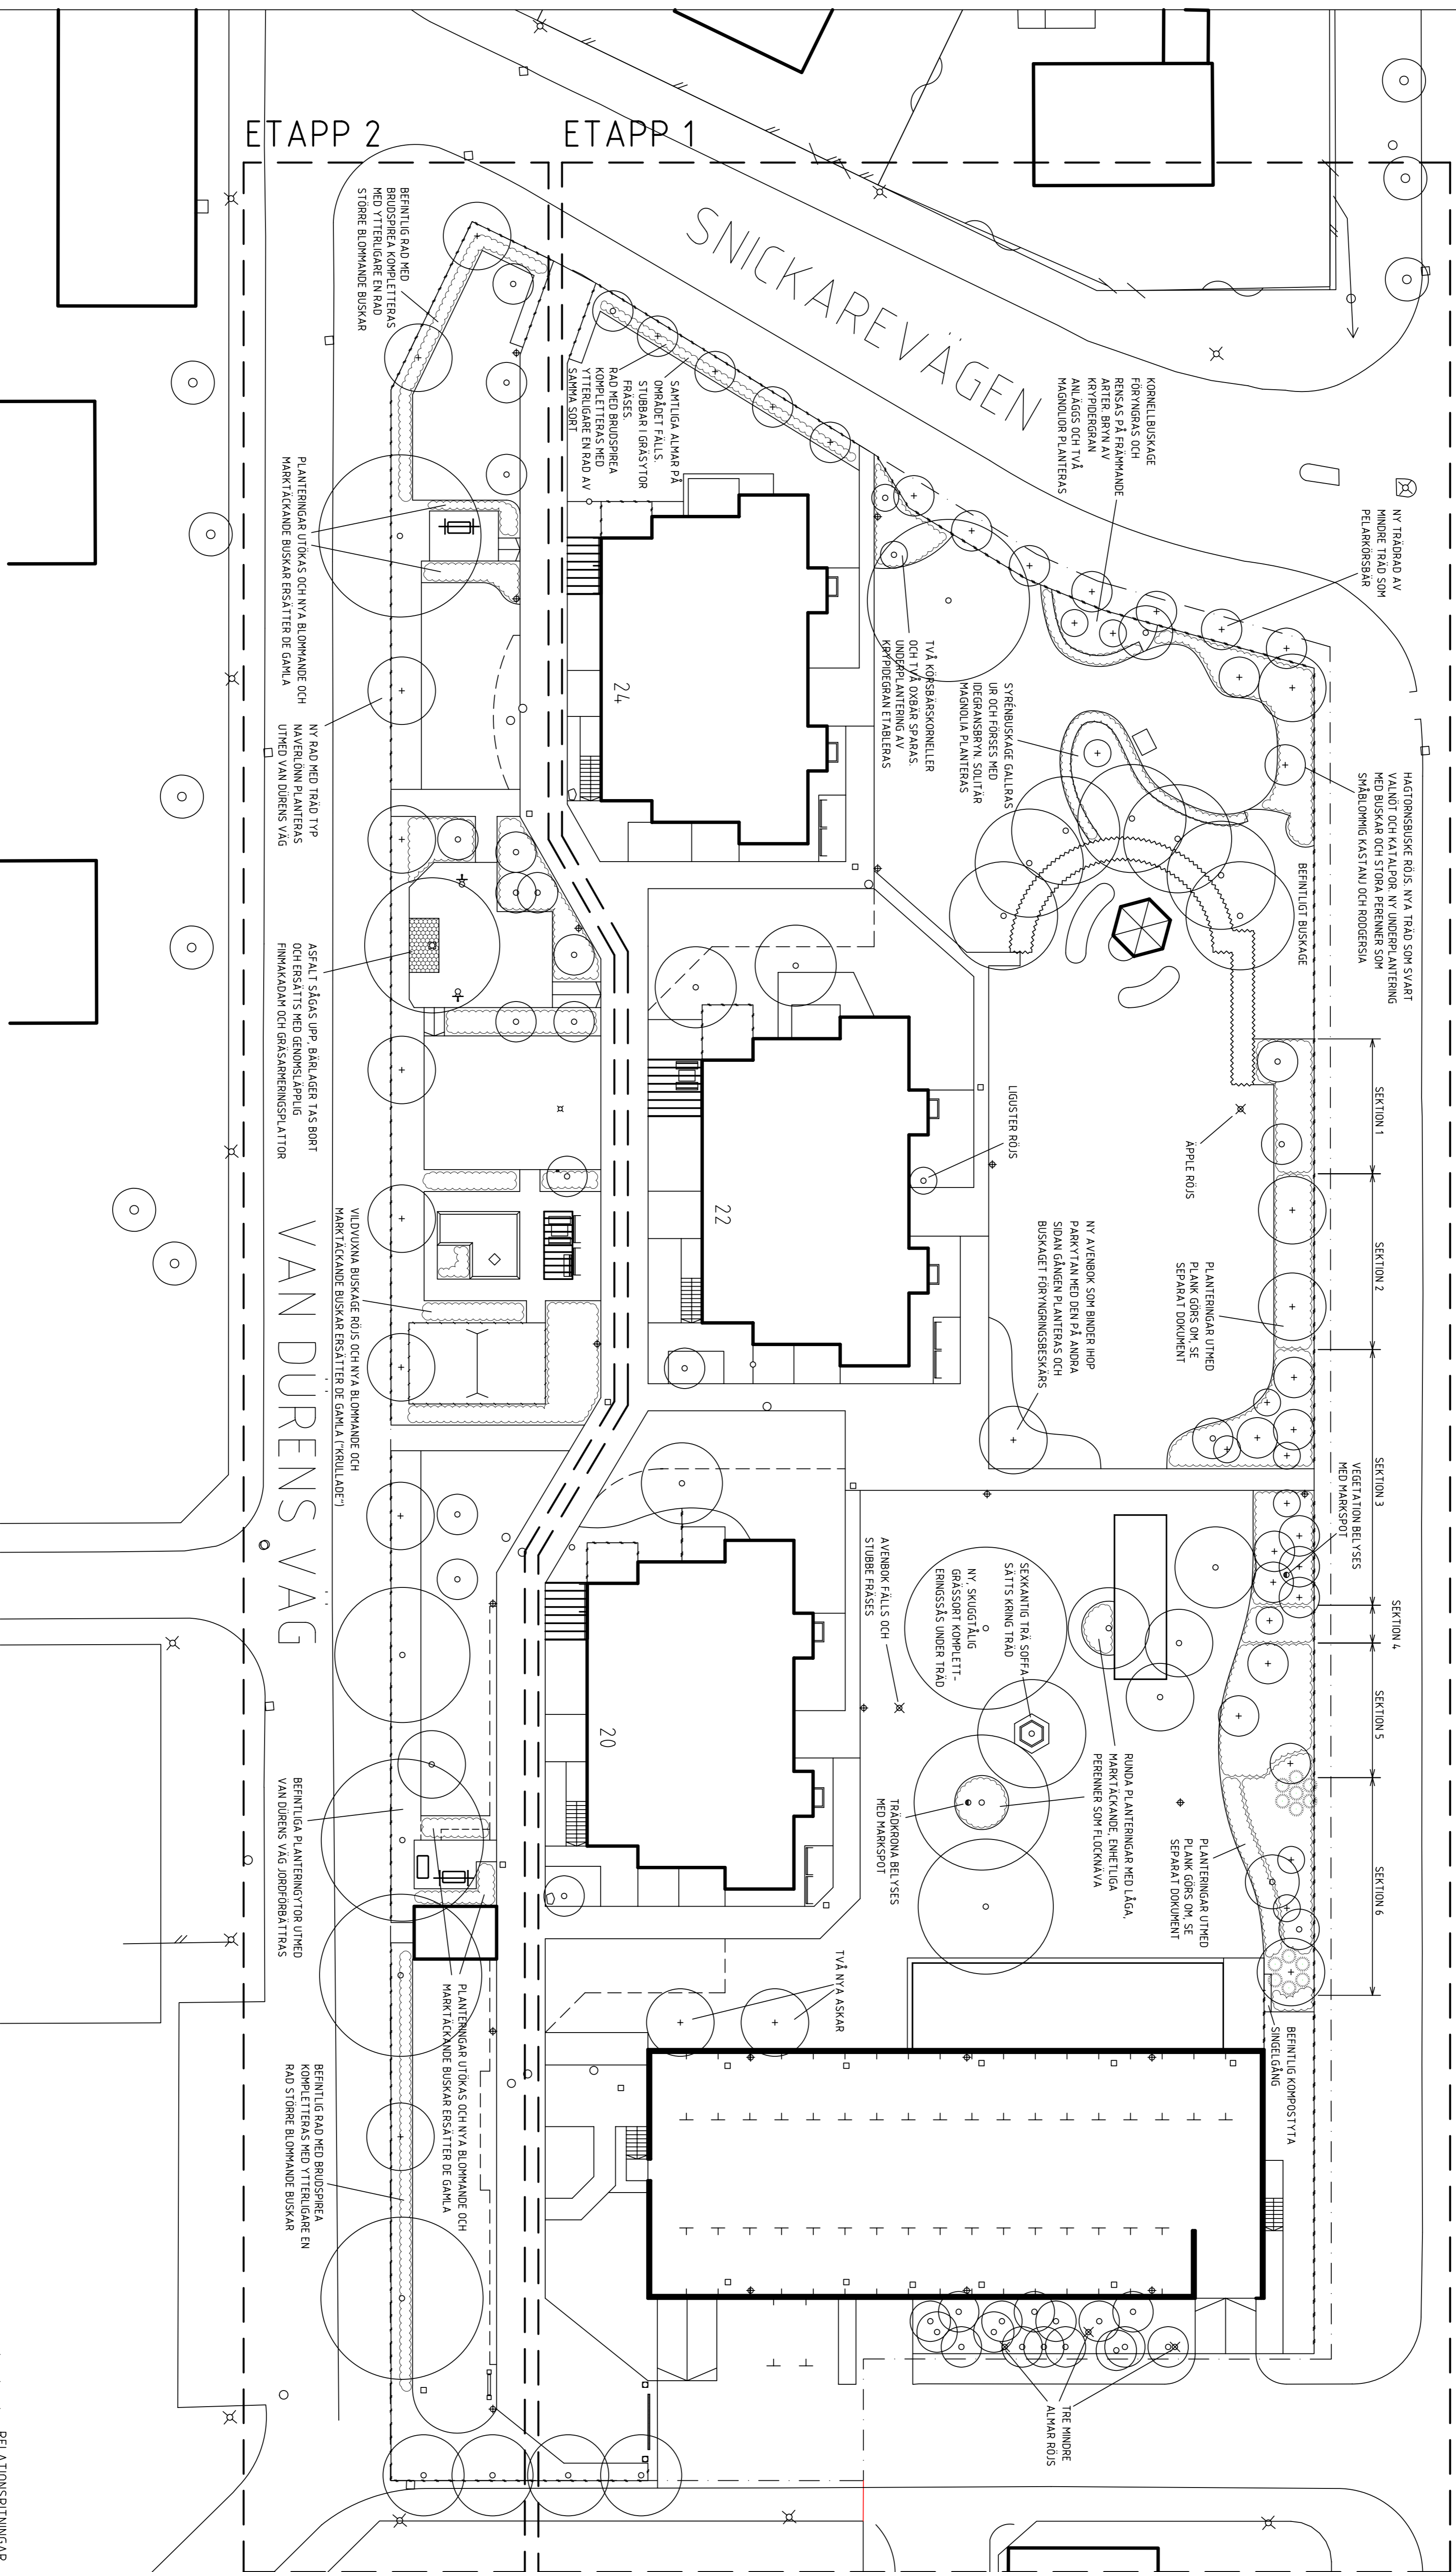 ETAPP 2
ETAPP 1
SNICKAREVÄGEN
BEFINTLIG RAD MED
BRUDSPIREA KOMPLETTERAS
MED YTTERLIGARE EN RAD
STÖRRE BLOMMANDE BUSKAR
SAMTLIGA ALMAR PÅ
OMRÅDET FÄLLS.
STUBBAR I GRÄSYTOR
FRÄSES.
RAD MED BRUDSPIREA
KOMPLETTERAS MED
YTTERLIGARE EN RAD AV
SAMMA SORT
KORNELLBUSKAGE
FÖRYNGRAS OCH
RENSAS PÅ FRÄMMANDE
ARTER. BRYN AV
KRYPIDERGRAN
ANLÄGGS OCH TVÅ
MAGNOLIOR PLANTERAS
NY TRÄDRAD AV
MINDRE TRÄD SOM
PELARKÖRSBÄR
PLANTERINGAR UTÖKAS OCH NYA BLOMMANDE OCH
MARKTÄCKANDE BUSKAR ERSÄTTER DE GAMLA
TVÅ KÖRSBÄRSKORNELLER
OCH TVÅ OXBÄR SPARAS.
UNDERPLANTERING AV
KRYPIDEGRAN ETABLERAS
SYRÉNBUSKAGE GALLRAS
UR OCH FÖRSES MED
IDEGRANSBRYN. SOLITÄR
MAGNOLIA PLANTERAS
24
NY RAD MED TRÄD TYP
NAVERLÖNN PLANTERAS
UTMED VAN DÜRENS VÄG
HAGTORNSBUSKE RÖJS. NYA TRÄD SOM SVART
VALNÖT OCH KATALPOR. NY UNDERPLANTERING
MED BUSKAR OCH STORA PERENNER SOM
SMÅBLOMMIG KASTANJ OCH RODGERSIA
BEFINTLIGT BUSKAGE
ASFALT SÅGAS UPP, BÄRLAGER TAS BORT
OCH ERSÄTTS MED GENOMSLÄPPLIG
FINMAKADAM OCH GRÄSARMERINGSPLATTOR
SEKTION 1
LIGUSTER RÖJS
ÄPPLE RÖJS
22
SEKTION 2
VAN DÜRENS VÄG
VILDVUXNA BUSKAGE RÖJS OCH NYA BLOMMANDE OCH
MARKTÄCKANDE BUSKAR ERSÄTTER DE GAMLA ("KRULLADE")
NY AVENBOK SOM BINDER IHOP
PARKYTAN MED DEN PÅ ANDRA
SIDAN GÅNGEN PLANTERAS OCH
BUSKAGET FÖRYNGRINGSBESKÄRS
PLANTERINGAR UTMED
PLANK GÖRS OM, SE
SEPARAT DOKUMENT
SEKTION 3
VEGETATION BELYSES
MED MARKSPOT
SEKTION 4
AVENBOK FÄLLS OCH
STUBBE FRÄSES
NY, SKUGGTÅLIG
GRÄSSORT KOMPLETT-
ERINGSSÅS UNDER TRÄD
SEXKANTIG TRÄ SOFFA
SÄTTS KRING TRÄD
SEKTION 5
20
BEFINTLIGA PLANTERINGYTOR UTMED
VAN DÜRENS VÄG JORDFÖRBÄTTRAS
TRÄDKRONA BELYSES
MED MARKSPOT
RUNDA PLANTERINGAR MED LÅGA,
MARKTÄCKANDE, ENHETLIGA
PERENNER SOM FLOCKNÄVA
PLANTERINGAR UTMED
PLANK GÖRS OM, SE
SEPARAT DOKUMENT
SEKTION 6
PLANTERINGAR UTÖKAS OCH NYA BLOMMANDE OCH
MARKTÄCKANDE BUSKAR ERSÄTTER DE GAMLA
TVÅ NYA ASKAR
BEFINTLIG KOMPOSTYTA
SINGELGÅNG
BEFINTLIG RAD MED BRUDSPIREA
KOMPLETTERAS MED YTTERLIGARE EN
RAD STÖRRE BLOMMANDE BUSKAR
TRE MINDRE
ALMAR RÖJS
RELATIONSRITNINGAR